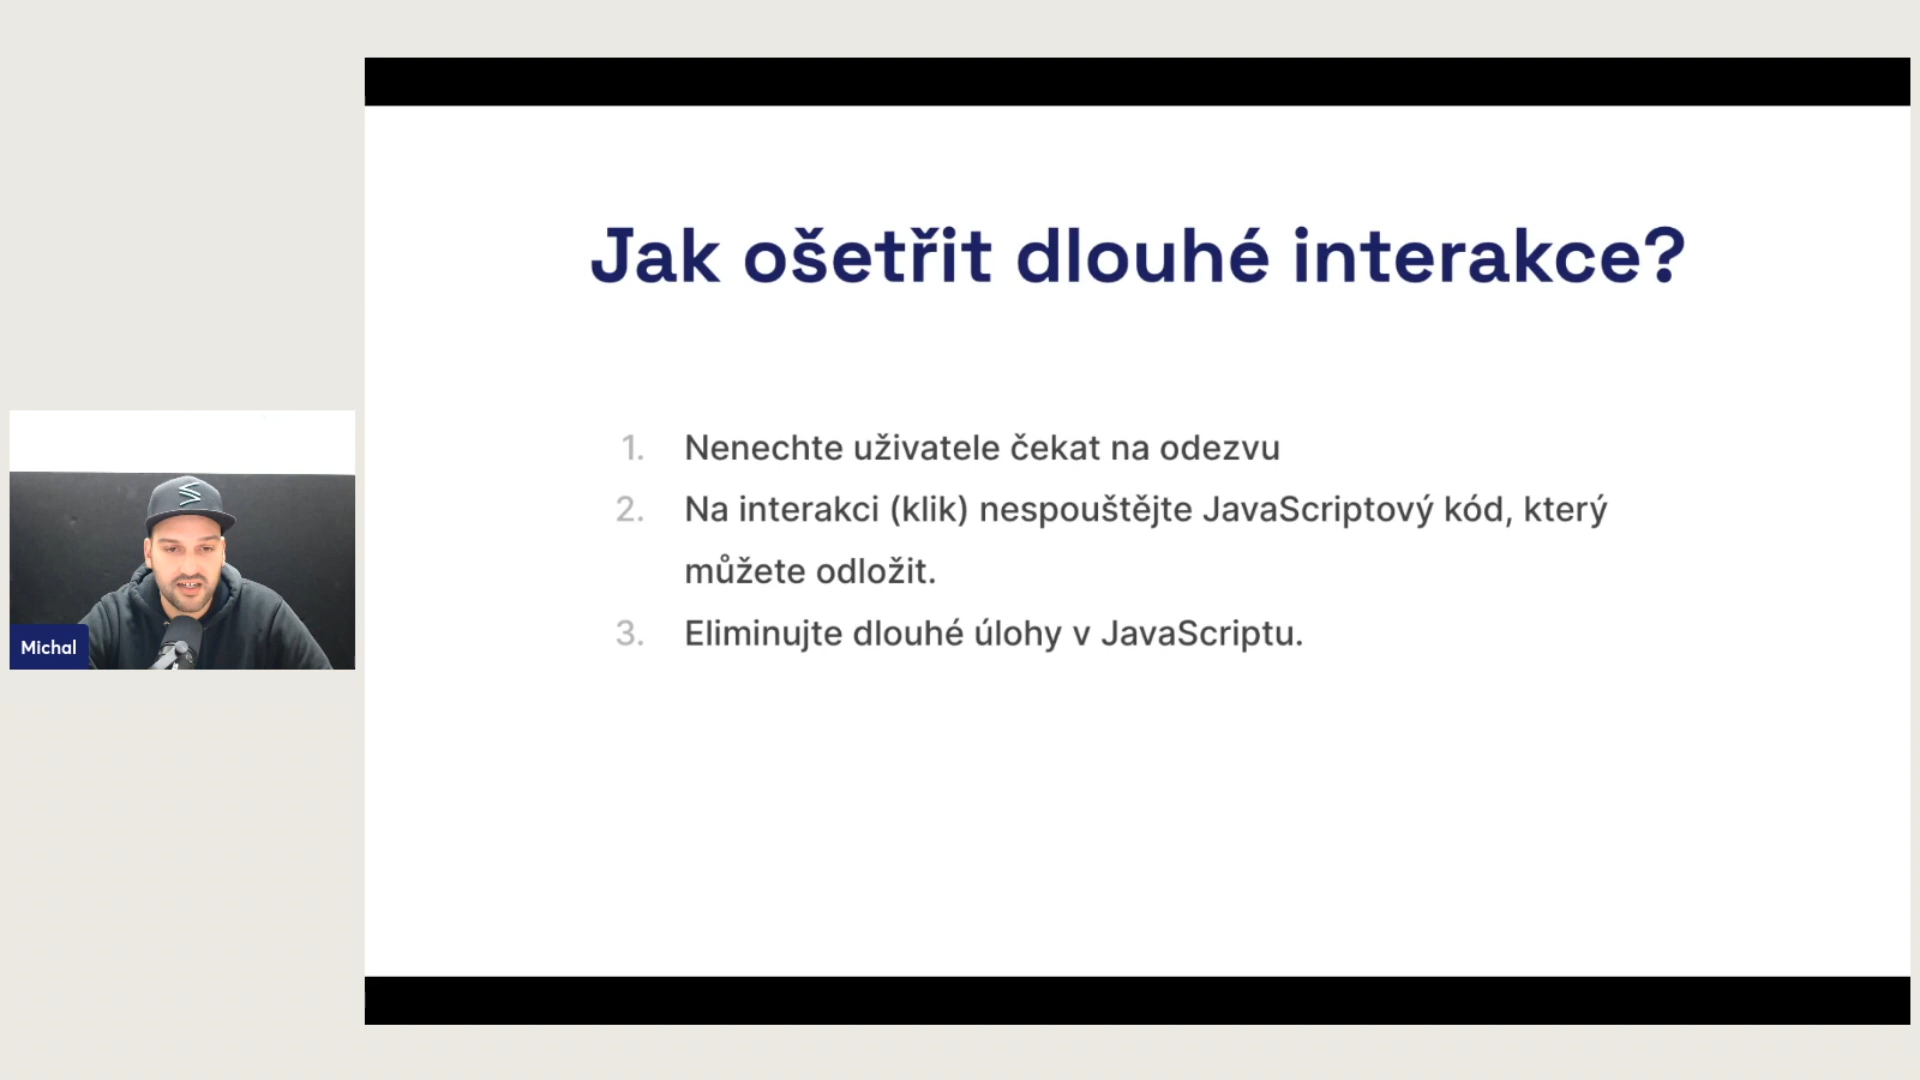 Jak ošetřit dlouhé interakce?
1. Nenechte uživatele čekat na odezvu
2. Na interakci (klik) nespouštějte JavaScriptový kód, který
můžete odložit.
3. Eliminujte dlouhé úlohy v JavaScriptu.
Michal